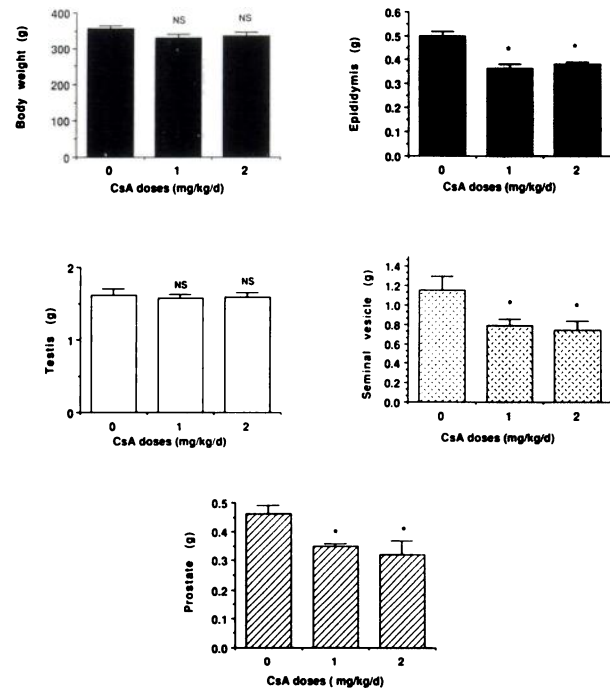 NS
NS
400
300
200
100
0
Body weight (g)
0 1 2
CsA doses (mg/kg/d)
0.6
0.5
0.4
0.3
0.2
0.1
0.0
Epididymis (g)
0 1 2
CsA doses (mg/kg/d)
NS
NS
2
1
0
Testis (g)
0 1 2
CsA doses (mg/kg/d)
1.4
1.2
1.0
0.8
0.6
0.4
0.2
0.0
Seminal vesicle (g)
0 1 2
CsA doses (mg/kg/d)
0.5
0.4
0.3
0.2
0.1
0.0
Prostate (g)
0 1 2
CsA doses ( mg/kg/d)